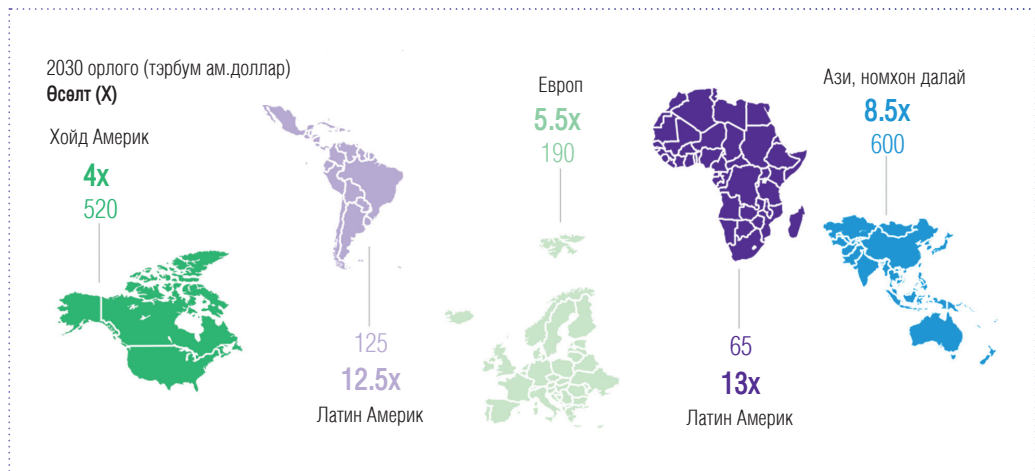 2030 орлого (тэрбум ам.доллар)
Өсөлт (X)
Хойд Америк
4x
520
125
12.5x
Латин Америк
Европ
5.5x
190
65
13x
Латин Америк
Ази, номхон далай
8.5x
600